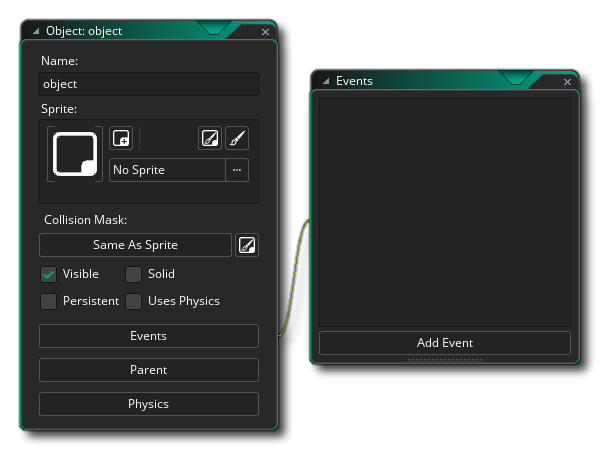 Object: object
Name:
object
Sprite:
No Sprite
...
Collision Mask:
Same As Sprite
Visible
Solid
Persistent
Uses Physics
Events
Parent
Physics
Events
Add Event